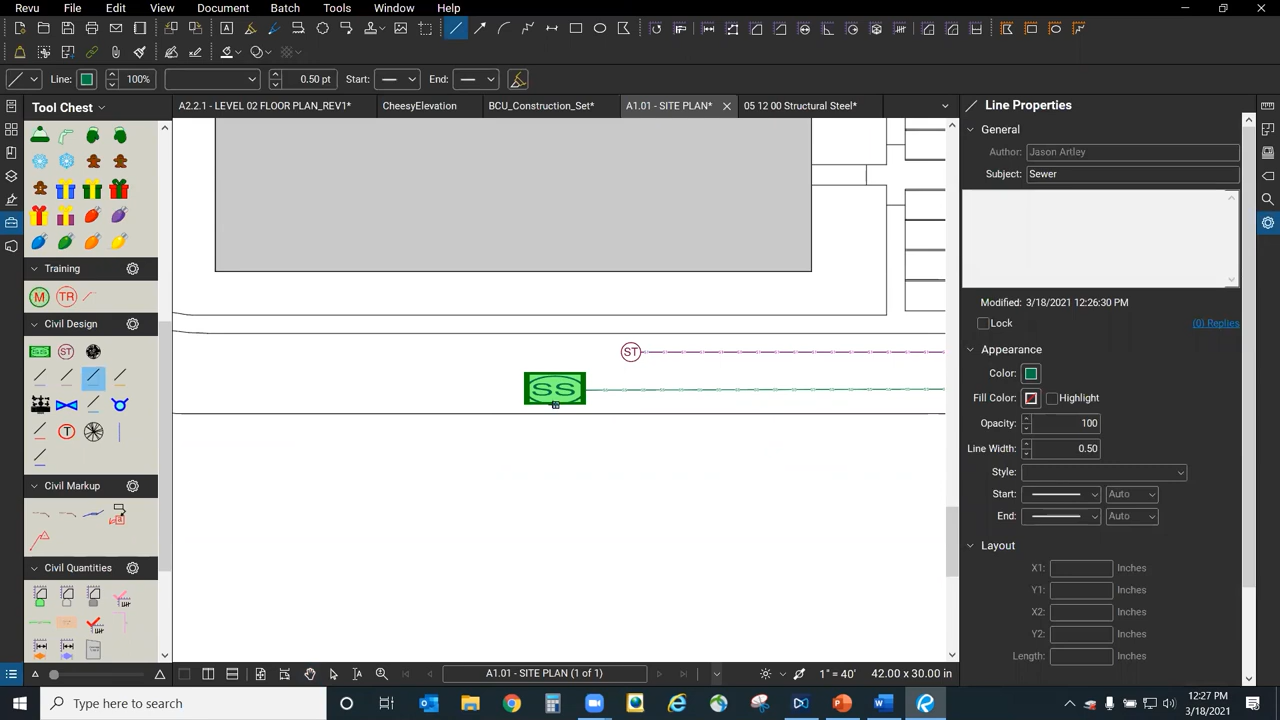 Revu File Edit View Document Batch Tools Window Help
Line: 100% 0.50 pt Start: End:
Tool Chest
A2.2.1 - LEVEL 02 FLOOR PLAN_REV1* CheesyElevation BCU_Construction_Set* A1.01 - SITE PLAN* 05 12 00 Structural Steel*
Line Properties
General
Author: Jason Artley
Subject: Sewer
Modified: 3/18/2021 12:26:30 PM
Lock (0) Replies
Appearance
Color:
Fill Color: Highlight
Opacity: 100
Line Width: 0.50
Style:
Start: Auto
End: Auto
Layout
X1: Inches
Y1: Inches
X2: Inches
Y2: Inches
Length: Inches
Training
M TR
Civil Design
ST
T
Civil Markup
Civil Quantities
ST
SS
A1.01 - SITE PLAN (1 of 1)
1" = 40' 42.00 x 30.00 in
Type here to search
12:27 PM
3/18/2021